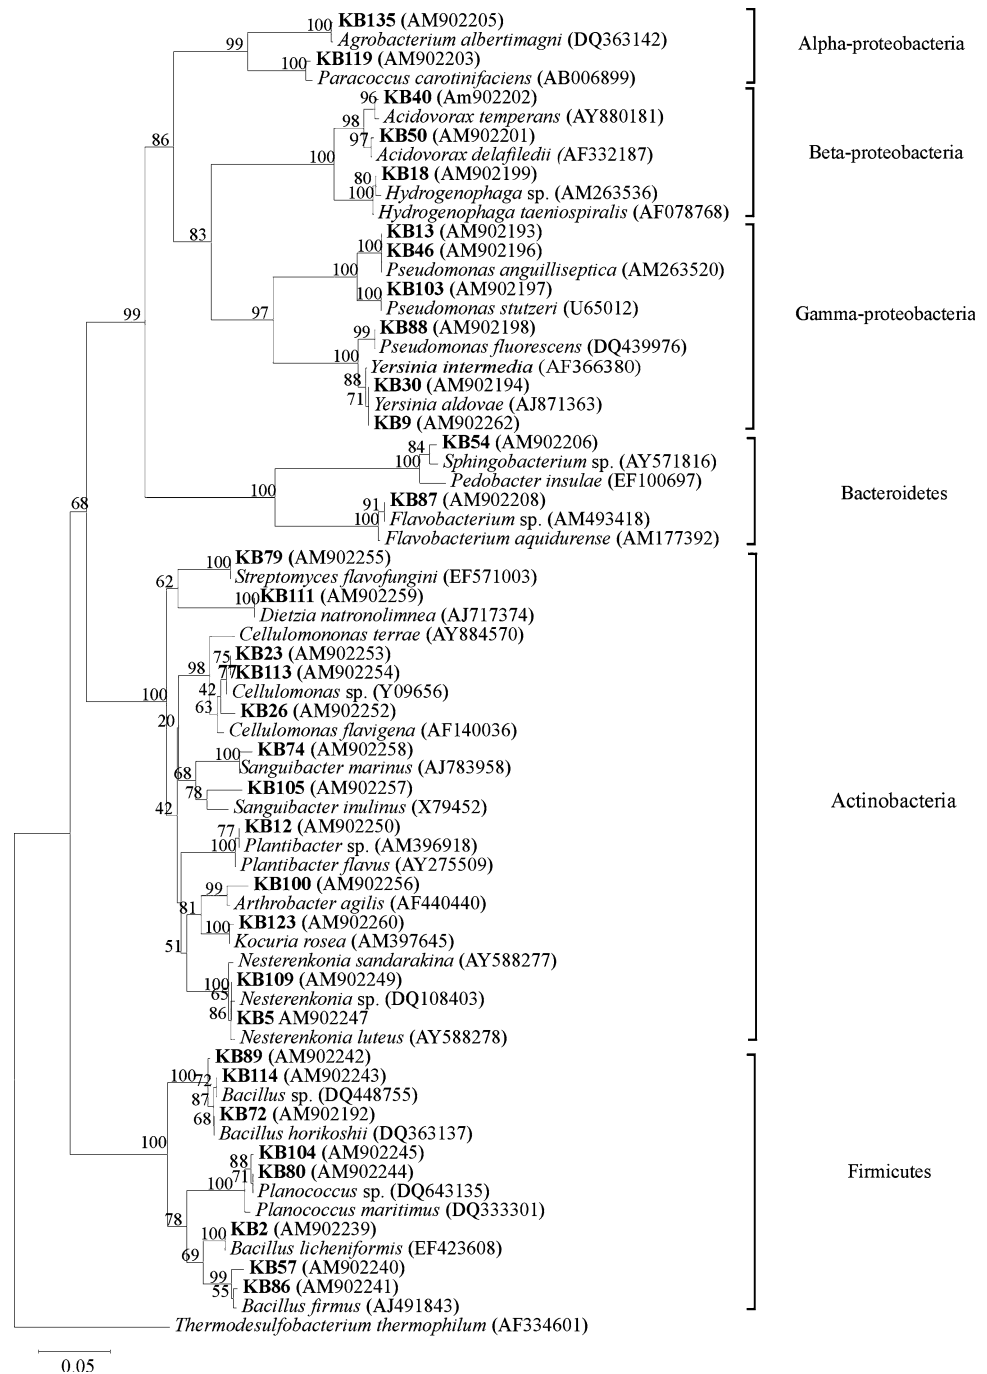 100
KB135 (AM902205)
Agrobacterium albertimagni (DQ363142)
99
100
KB119 (AM902203)
Paracoccus carotinifaciens (AB006899)
Alpha-proteobacteria
86
96
KB40 (Am902202)
Acidovorax temperans (AY880181)
98
97
KB50 (AM902201)
Acidovorax delafiledii (AF332187)
100
80
KB18 (AM902199)
100
Hydrogenophaga sp. (AM263536)
Hydrogenophaga taeniospiralis (AF078768)
Beta-proteobacteria
83
KB13 (AM902193)
100
KB46 (AM902196)
Pseudomonas anguilliseptica (AM263520)
100
100
KB103 (AM902197)
Pseudomonas stutzeri (U65012)
97
99
KB88 (AM902198)
Pseudomonas fluorescens (DQ439976)
100
Yersinia intermedia (AF366380)
88
KB30 (AM902194)
71
Yersinia aldovae (AJ871363)
KB9 (AM902262)
Gamma-proteobacteria
99
84
KB54 (AM902206)
100
Sphingobacterium sp. (AY571816)
Pedobacter insulae (EF100697)
100
91
KB87 (AM902208)
100
Flavobacterium sp. (AM493418)
Flavobacterium aquidurense (AM177392)
Bacteroidetes
68
100
KB79 (AM902255)
Streptomyces flavofungini (EF571003)
62
100
KB111 (AM902259)
Dietzia natronolimnea (AJ717374)
Cellulomononas terrae (AY884570)
75
KB23 (AM902253)
98
77
KB113 (AM902254)
42
Cellulomonas sp. (Y09656)
63
KB26 (AM902252)
Cellulomonas flavigena (AF140036)
100
20
100
KB74 (AM902258)
Sanguibacter marinus (AJ783958)
68
78
KB105 (AM902257)
Sanguibacter inulinus (X79452)
42
77
KB12 (AM902250)
100
Plantibacter sp. (AM396918)
Plantibacter flavus (AY275509)
99
KB100 (AM902256)
Arthrobacter agilis (AF440440)
81
100
KB123 (AM902260)
Kocuria rosea (AM397645)
51
Nesterenkonia sandarakina (AY588277)
100
KB109 (AM902249)
65
Nesterenkonia sp. (DQ108403)
86
KB5 AM902247
Nesterenkonia luteus (AY588278)
Actinobacteria
KB89 (AM902242)
100
72
KB114 (AM902243)
87
Bacillus sp. (DQ448755)
68
KB72 (AM902192)
Bacillus horikoshii (DQ363137)
100
88
KB104 (AM902245)
71
KB80 (AM902244)
100
Planococcus sp. (DQ643135)
Planococcus maritimus (DQ333301)
78
100
KB2 (AM902239)
Bacillus licheniformis (EF423608)
69
KB57 (AM902240)
99
55
KB86 (AM902241)
Bacillus firmus (AJ491843)
Firmicutes
Thermodesulfobacterium thermophilum (AF334601)
0.05